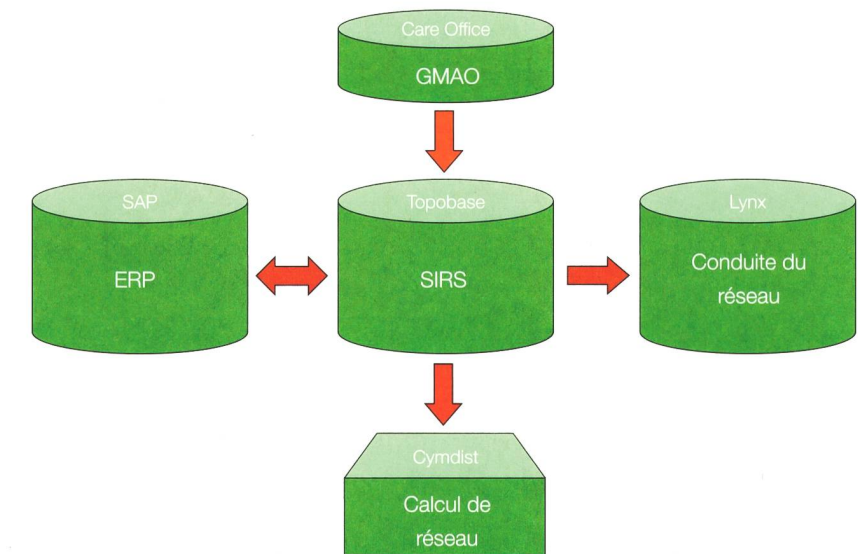 Care Office
GMAO
SAP
ERP
Topobase
SIRS
Lynx
Conduite du
réseau
Cymdist
Calcul de
réseau